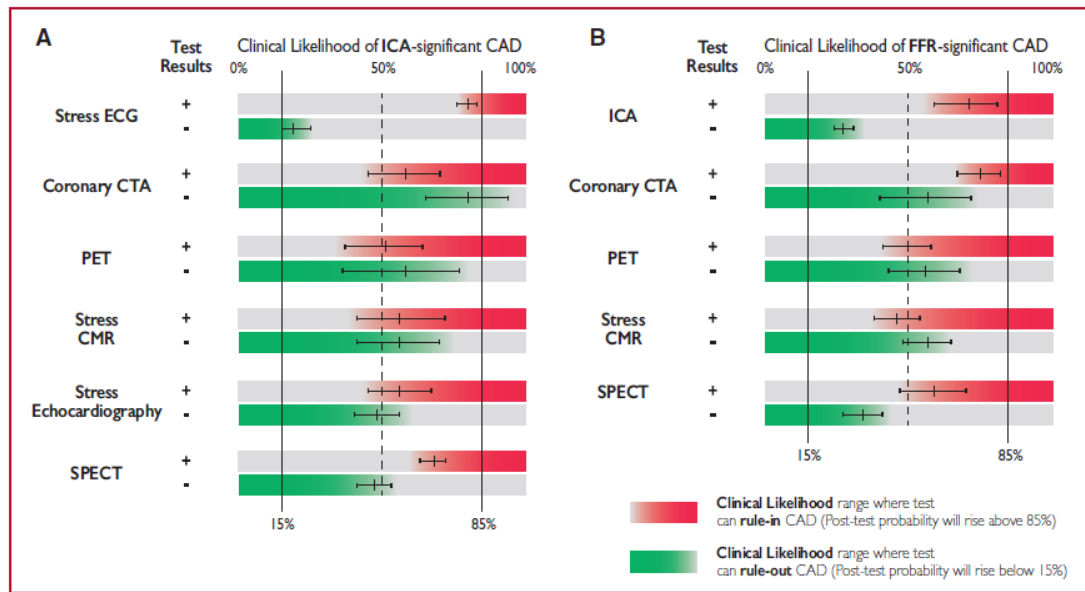 A
Test
Results
Clinical Likelihood of ICA-significant CAD
0% 50% 100%
Stress ECG
+
-
Coronary CTA
+
-
PET
+
-
Stress
CMR
+
-
Stress
Echocardiography
+
-
SPECT
+
-
15% 85%
B
Test
Results
Clinical Likelihood of FFR-significant CAD
0% 50% 100%
ICA
+
-
Coronary CTA
+
-
PET
+
-
Stress
CMR
+
-
SPECT
+
-
15% 85%
Clinical Likelihood range where test
can rule-in CAD (Post-test probability will rise above 85%)
Clinical Likelihood range where test
can rule-out CAD (Post-test probability will rise below 15%)